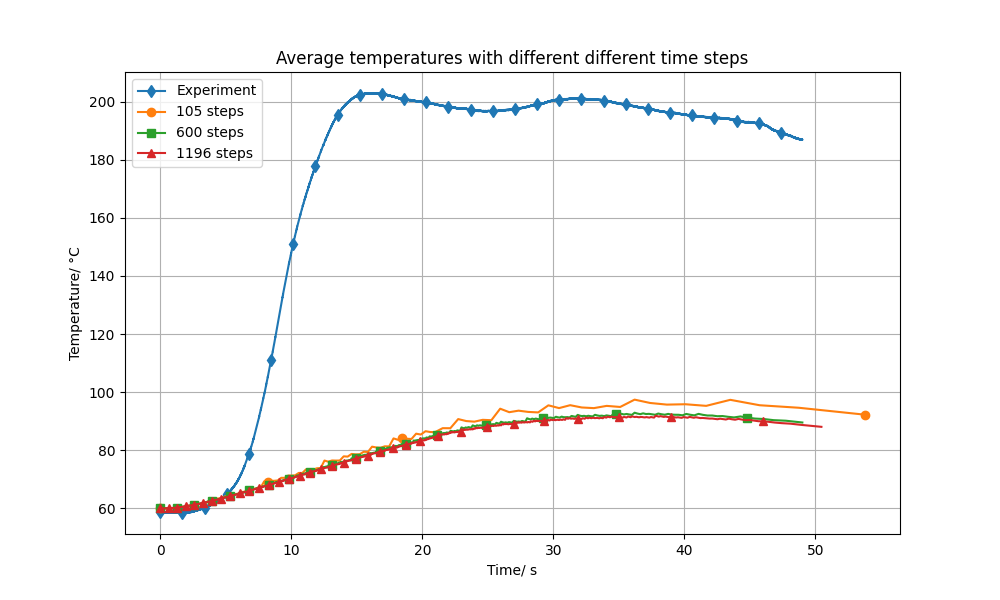 Average temperatures with different different time steps
Experiment
105 steps
600 steps
1196 steps
Temperature/ °C
200
180
160
140
120
100
80
60
0 10 20 30 40 50
Time/ s